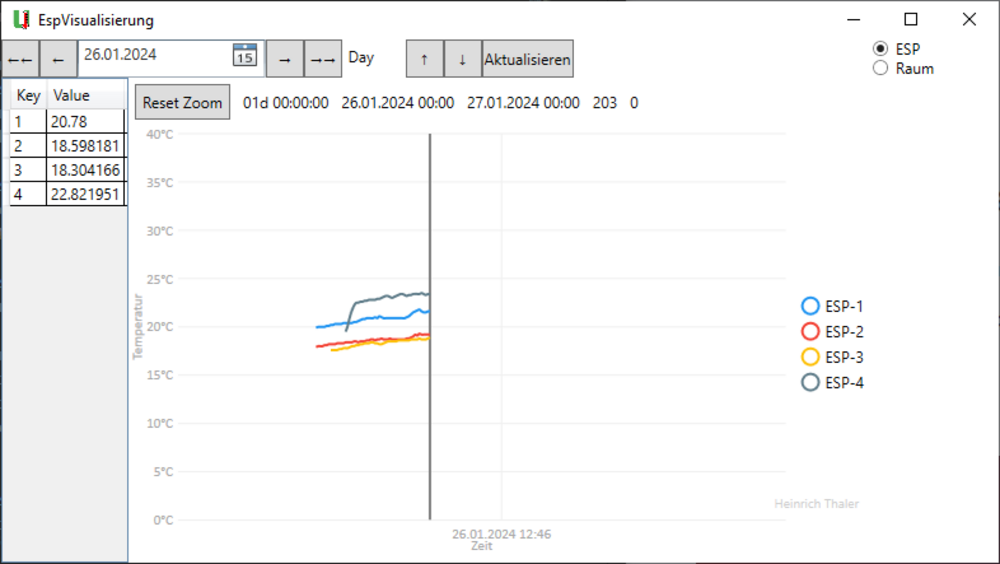 EspVisualisierung
←← ← 26.01.2024 15 → →→ Day ↑ ↓ Aktualisieren
ESP
Raum
Key Value
1 20.78
2 18.598181
3 18.304166
4 22.821951
Reset Zoom 01d 00:00:00 26.01.2024 00:00 27.01.2024 00:00 203 0
40°C
35°C
30°C
25°C
20°C
15°C
10°C
5°C
0°C
Temperatur
ESP-1
ESP-2
ESP-3
ESP-4
Heinrich Thaler
26.01.2024 12:46
Zeit